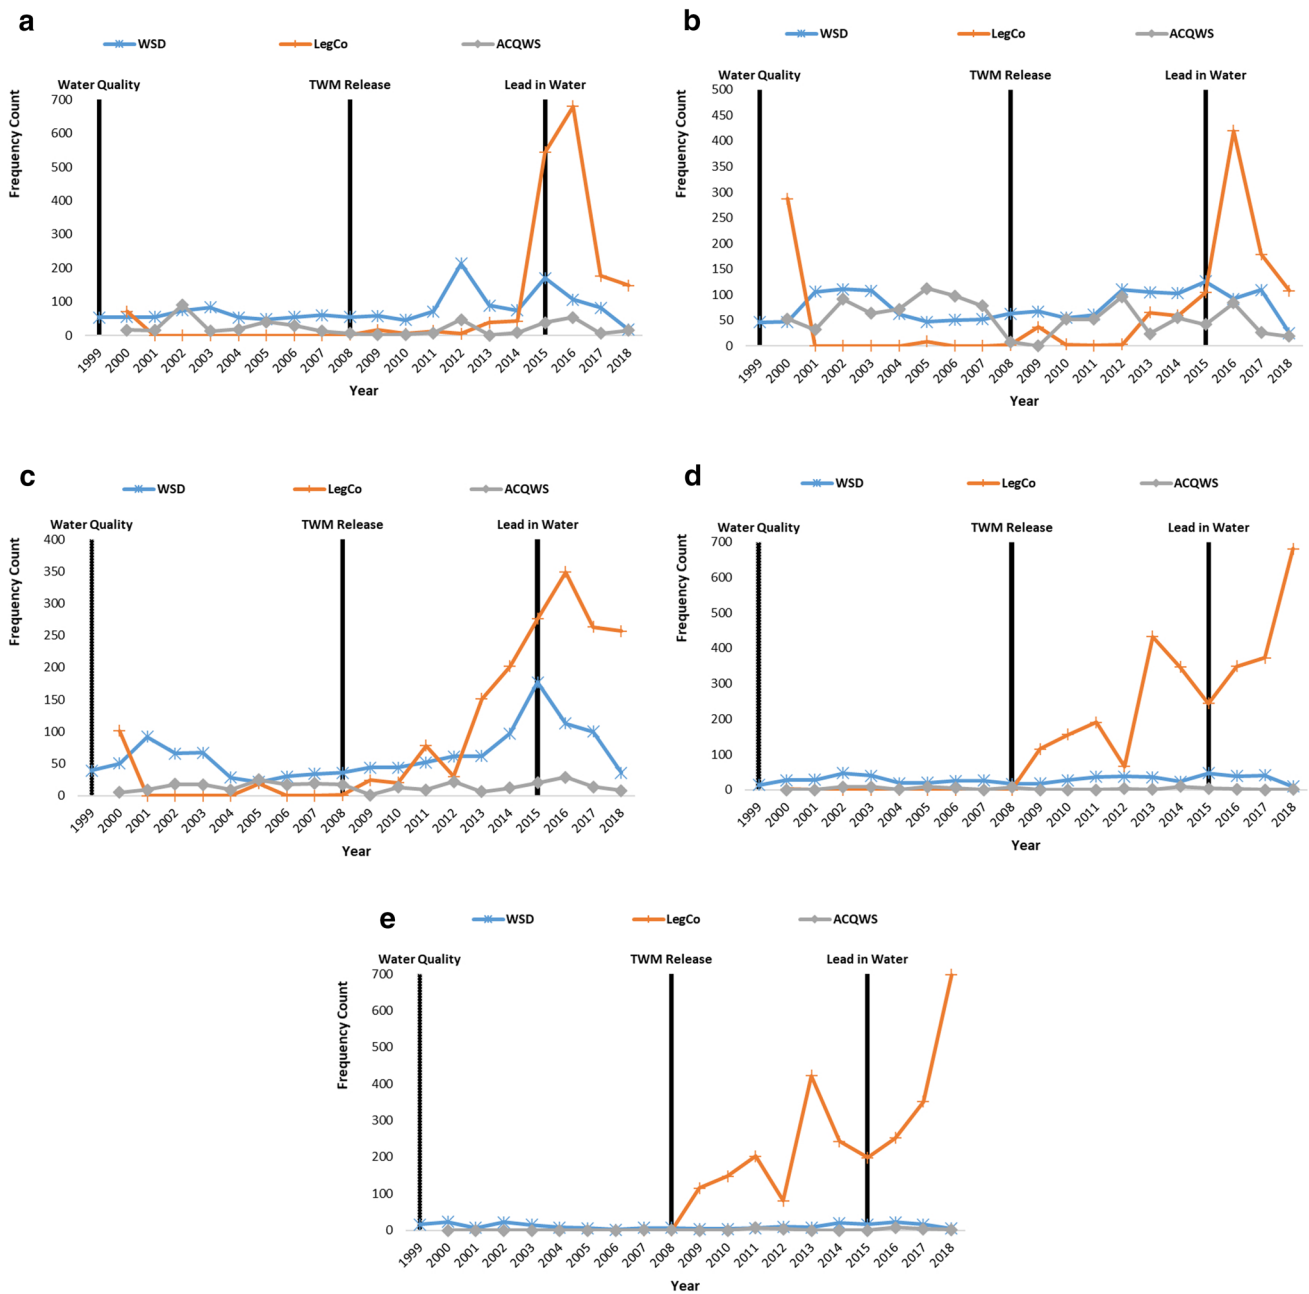 a
WSD LegCo ACQWS
Water Quality TWM Release Lead in Water
Frequency Count
700
600
500
400
300
200
100
0
1999 2000 2001 2002 2003 2004 2005 2006 2007 2008 2009 2010 2011 2012 2013 2014 2015 2016 2017 2018
Year
b
WSD LegCo ACQWS
Water Quality TWM Release Lead in Water
Frequency Count
500
450
400
350
300
250
200
150
100
50
0
1999 2000 2001 2002 2003 2004 2005 2006 2007 2008 2009 2010 2011 2012 2013 2014 2015 2016 2017 2018
Year
c
WSD LegCo ACQWS
Water Quality TWM Release Lead in Water
Frequency Count
400
350
300
250
200
150
100
50
0
1999 2000 2001 2002 2003 2004 2005 2006 2007 2008 2009 2010 2011 2012 2013 2014 2015 2016 2017 2018
Year
d
WSD LegCo ACQWS
Water Quality TWM Release Lead in Water
Frequency Count
700
600
500
400
300
200
100
0
1999 2000 2001 2002 2003 2004 2005 2006 2007 2008 2009 2010 2011 2012 2013 2014 2015 2016 2017 2018
Year
e
WSD LegCo ACQWS
Water Quality TWM Release Lead in Water
Frequency Count
700
600
500
400
300
200
100
0
1999 2000 2001 2002 2003 2004 2005 2006 2007 2008 2009 2010 2011 2012 2013 2014 2015 2016 2017 2018
Year